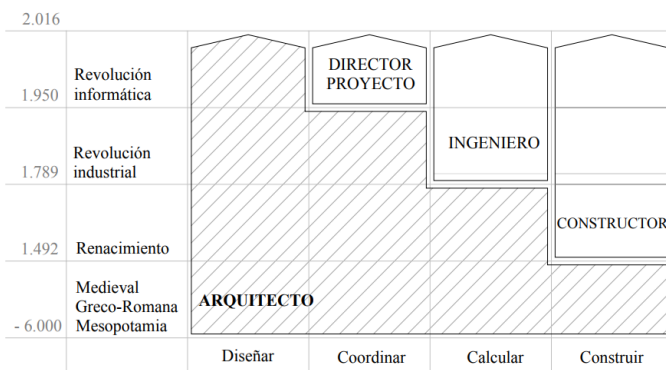 2.016
DIRECTOR
PROYECTO
Revolución
informática
1.950
INGENIERO
Revolución
industrial
1.789
CONSTRUCTOR
1.492
Renacimiento
Medieval
Greco-Romana
Mesopotamia
ARQUITECTO
- 6.000
Diseñar
Coordinar
Calcular
Construir